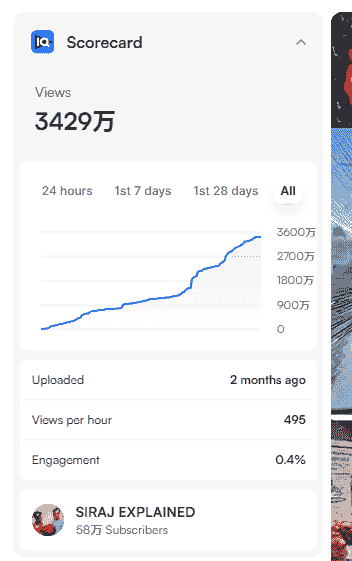 IQ Scorecard
Views
3429万
24 hours 1st 7 days 1st 28 days All
3600万
2700万
1800万
900万
0
Uploaded 2 months ago
Views per hour 495
Engagement 0.4%
SIRAJ EXPLAINED
58万 Subscribers